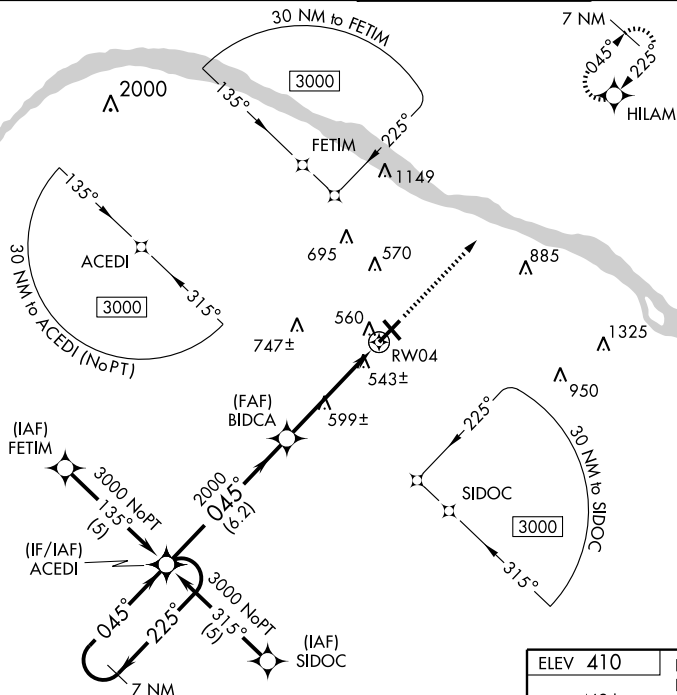 30 NM to FETIM
3000
135°
225°
FETIM
7 NM
045°
225°
HILAM
2000
1149
135°
ACEDI
315°
3000
30 NM to ACEDI (NoPT)
695
570
885
747±
560
RW04
543±
599±
1325
950
(FAF)
BIDCA
(IAF)
FETIM
3000 NoPT
135°
(5)
2000
045°
(6.2)
(IF/IAF)
ACEDI
3000 NoPT
315°
(5)
(IAF)
SIDOC
045°
225°
7 NM
225°
SIDOC
315°
3000
30 NM to SIDOC
ELEV 410